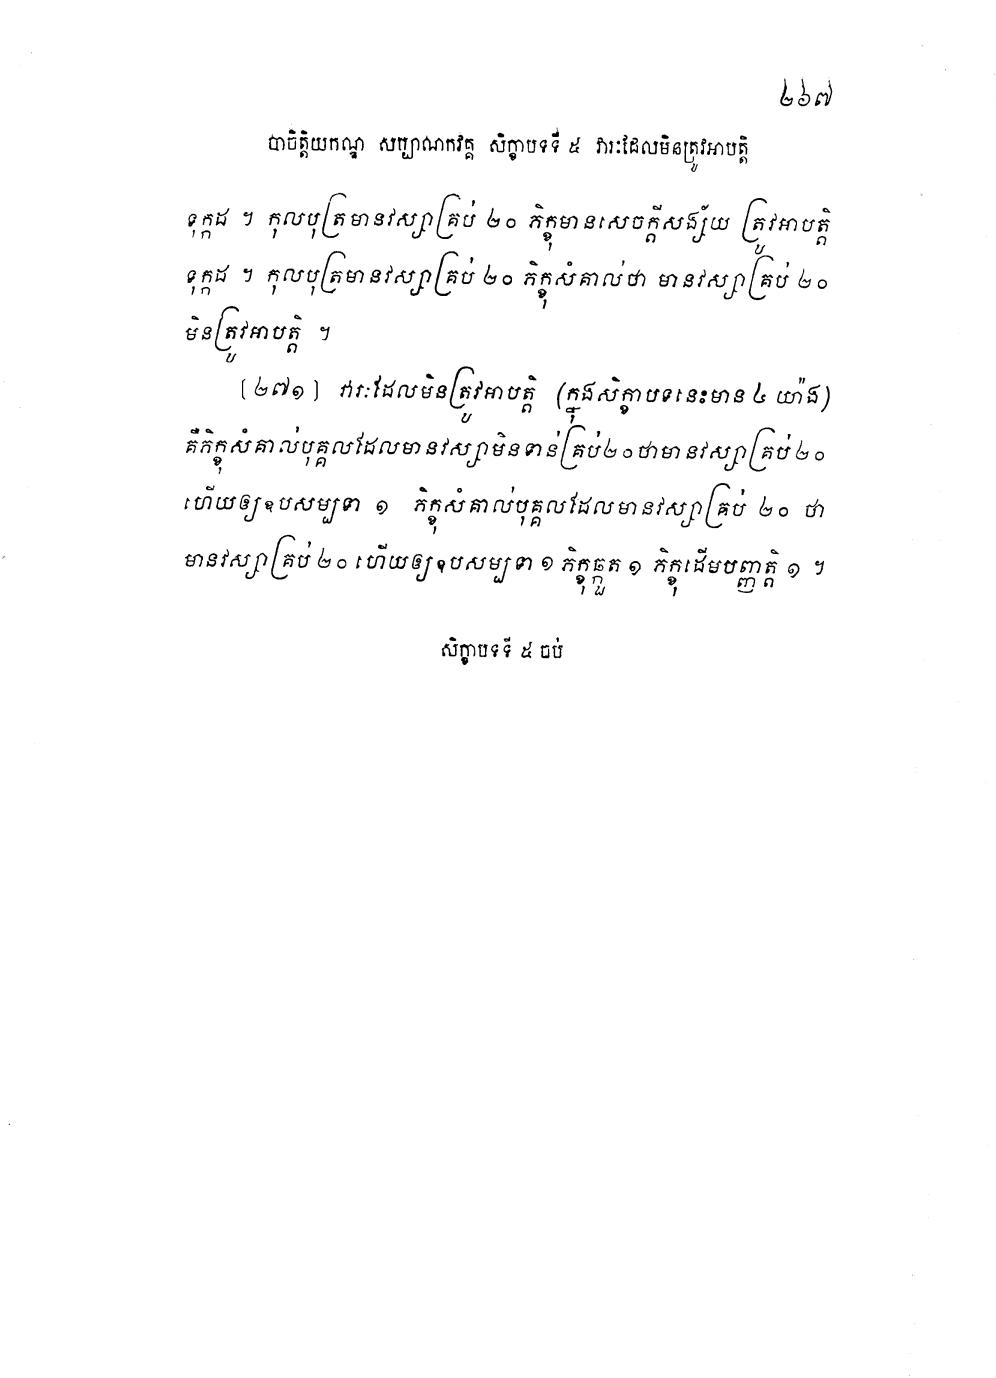 ២៦៧
បាចិត្តិយកណ្ឌ សប្បាណកវគ្គ សិក្ខាបទទី ៥ វារៈដែលមិនត្រូវអាបត្តិ
ទុក្កដ ។ កុលបុត្រមានវស្សាគ្រប់ ២០ ភិក្ខុមានសេចក្តីសង្ស័យ ត្រូវអាបត្តិ
ទុក្កដ ។ កុលបុត្រមានវស្សាគ្រប់ ២០ ភិក្ខុសំគាល់ថា មានវស្សាគ្រប់ ២០
មិនត្រូវអាបត្តិ ។
[២៧១] វារៈដែលមិនត្រូវអាបត្តិ (ក្នុងសិក្ខាបទនេះមាន ៤ យ៉ាង)
គឺភិក្ខុសំគាល់បុគ្គលដែលមានវស្សាមិនទាន់គ្រប់២០ថាមានវស្សាគ្រប់២០
ហើយឲ្យឧបសម្បទា ១ ភិក្ខុសំគាល់បុគ្គលដែលមានវស្សាគ្រប់ ២០ ថា
មានវស្សាគ្រប់ ២០ ហើយឲ្យឧបសម្បទា ១ ភិក្ខុឆ្កួត ១ ភិក្ខុដើមបញ្ញត្តិ ១ ។
សិក្ខាបទទី ៥ ចប់